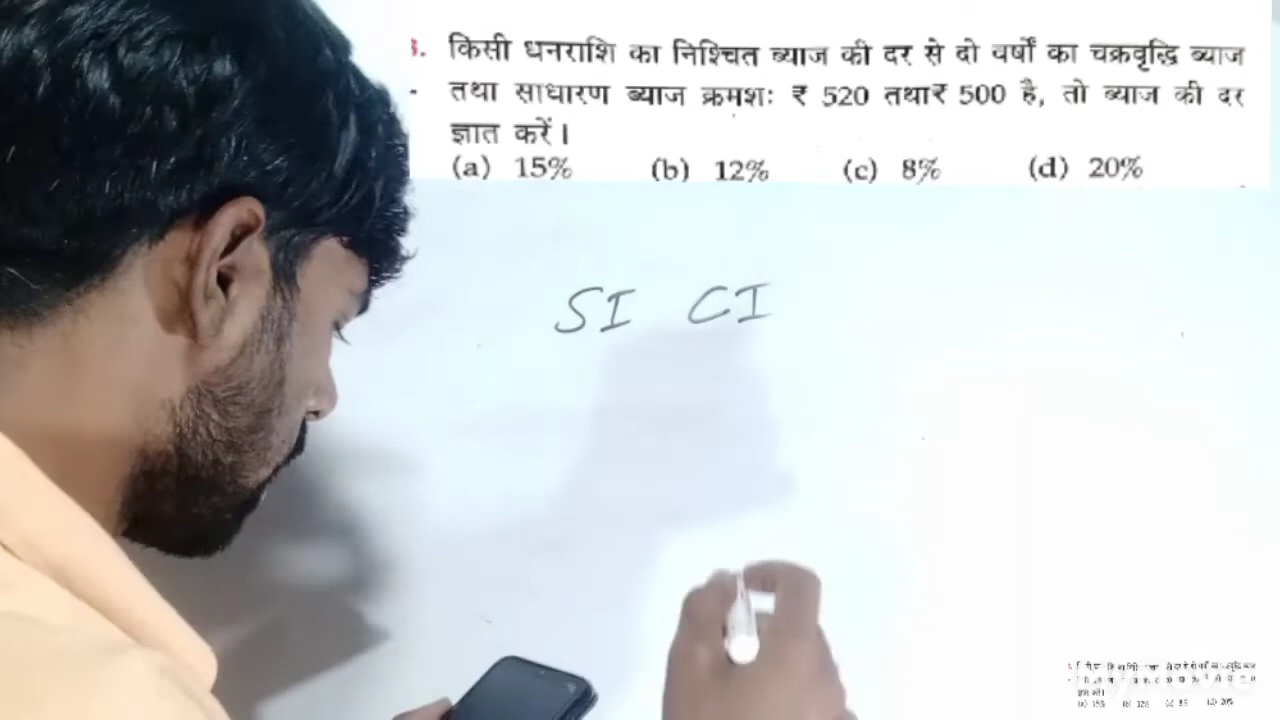 3. किसी धनराशि का निश्चित ब्याज की दर से दो वर्षों का चक्रवृद्धि ब्याज
तथा साधारण ब्याज क्रमशः ₹ 520 तथा₹ 500 है, तो ब्याज की दर
ज्ञात करें।
(a) 15% (b) 12% (c) 8% (d) 20%
SI CI